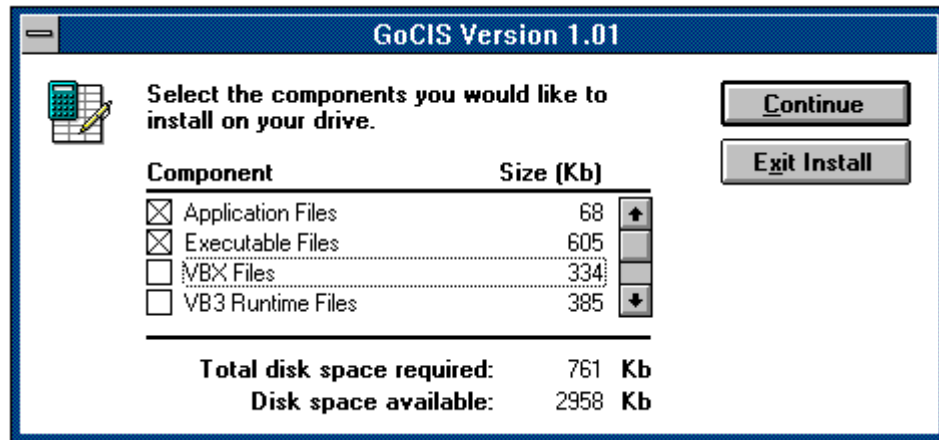 GoCIS Version 1.01
Select the components you would like to
install on your drive.
Continue
Exit Install
Component Size (Kb)
Application Files 68
Executable Files 605
VBX Files 334
VB3 Runtime Files 385
Total disk space required: 761 Kb
Disk space available: 2958 Kb